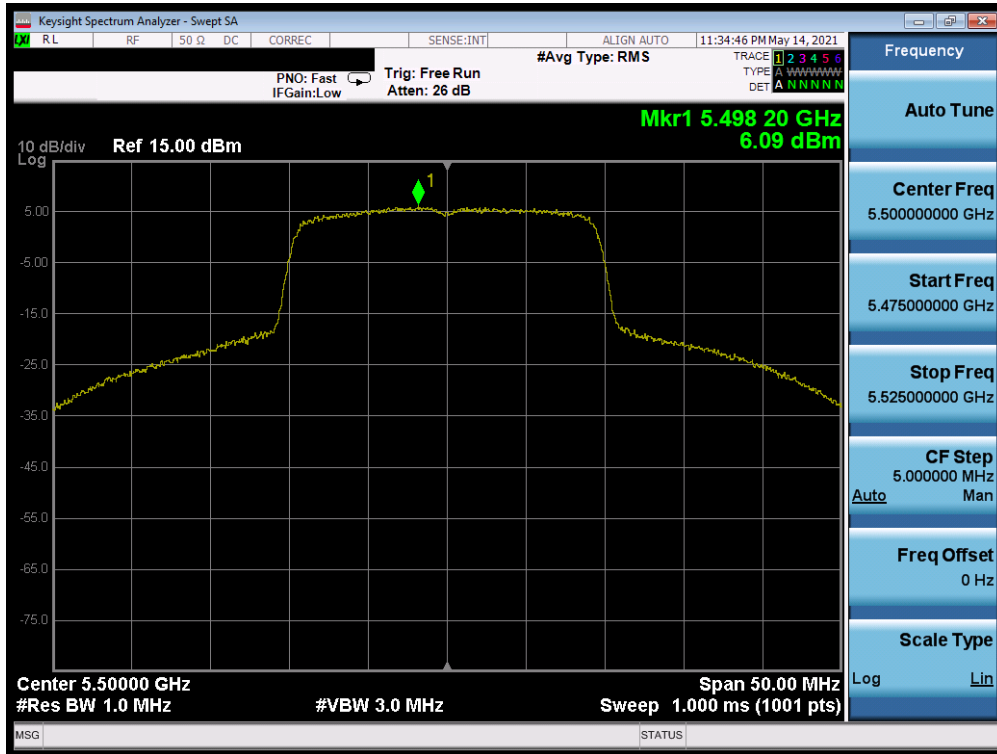 Keysight Spectrum Analyzer - Swept SA
LXI RL RF 50 Ω DC CORREC SENSE:INT ALIGN AUTO 11:34:46 PM May 14, 2021
PNO: Fast
IFGain:Low
Trig: Free Run
Atten: 26 dB
#Avg Type: RMS
TRACE 1 2 3 4 5 6
TYPE A WWWWW
DET A N N N N N
Mkr1 5.498 20 GHz
6.09 dBm
10 dB/div Ref 15.00 dBm
Log
1
5.00
-5.00
-15.0
-25.0
-35.0
-45.0
-55.0
-65.0
-75.0
Center 5.50000 GHz Span 50.00 MHz
#Res BW 1.0 MHz #VBW 3.0 MHz Sweep 1.000 ms (1001 pts)
MSG STATUS
Frequency
Auto Tune
Center Freq
5.500000000 GHz
Start Freq
5.475000000 GHz
Stop Freq
5.525000000 GHz
CF Step
5.000000 MHz
Auto Man
Freq Offset
0 Hz
Scale Type
Log Lin